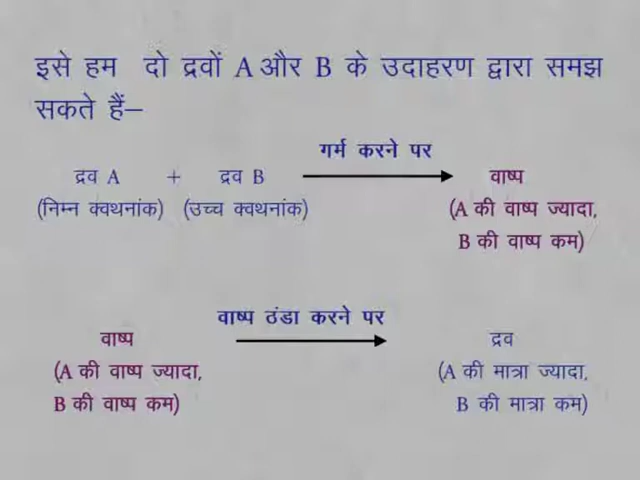 इसे हम दो द्रवों A और B के उदाहरण द्वारा समझ
सकते हैं–
गर्म करने पर
द्रव A + द्रव B वाष्प
(निम्न क्वथनांक) (उच्च क्वथनांक) (A की वाष्प ज्यादा,
B की वाष्प कम)
वाष्प ठंडा करने पर
वाष्प द्रव
(A की वाष्प ज्यादा, (A की मात्रा ज्यादा,
B की वाष्प कम) B की मात्रा कम)